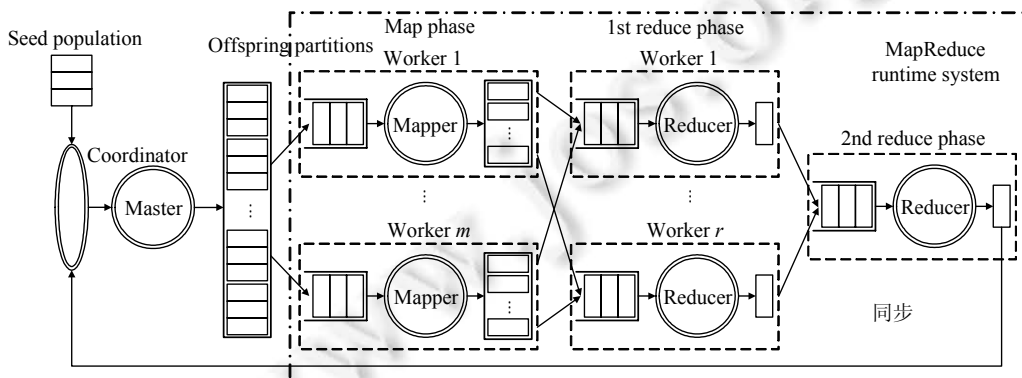 Seed population
Coordinator
Master
Offspring partitions
Map phase
Worker 1
Mapper
⋮
⋮
Worker m
Mapper
⋮
1st reduce phase
Worker 1
Reducer
⋮
Worker r
Reducer
MapReduce
runtime system
2nd reduce phase
Reducer
同步